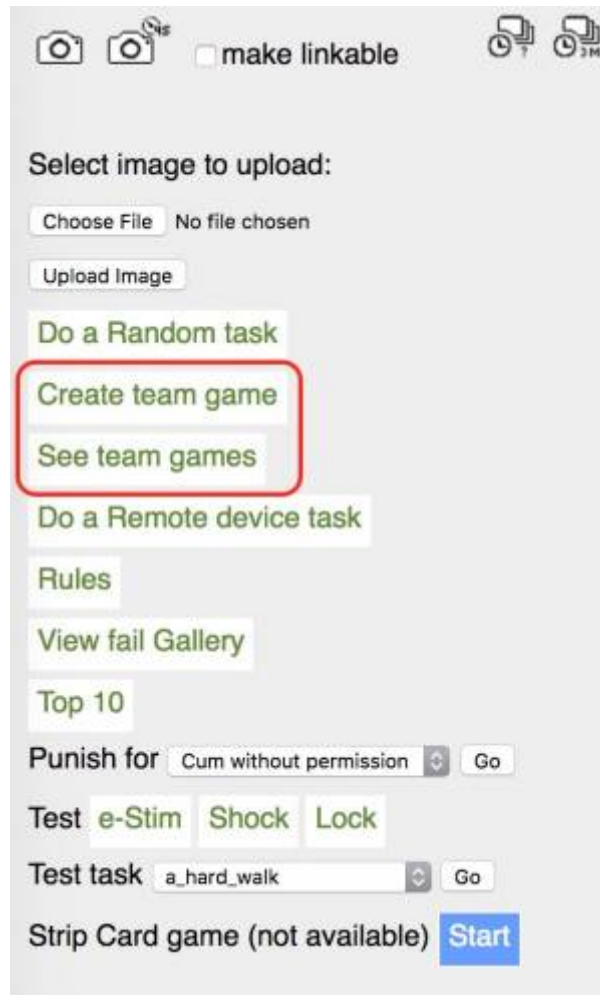 4s
make linkable
?
3M
Select image to upload:
Choose File No file chosen
Upload Image
Do a Random task
Create team game
See team games
Do a Remote device task
Rules
View fail Gallery
Top 10
Punish for Cum without permission Go
Test e-Stim Shock Lock
Test task a_hard_walk Go
Strip Card game (not available) Start